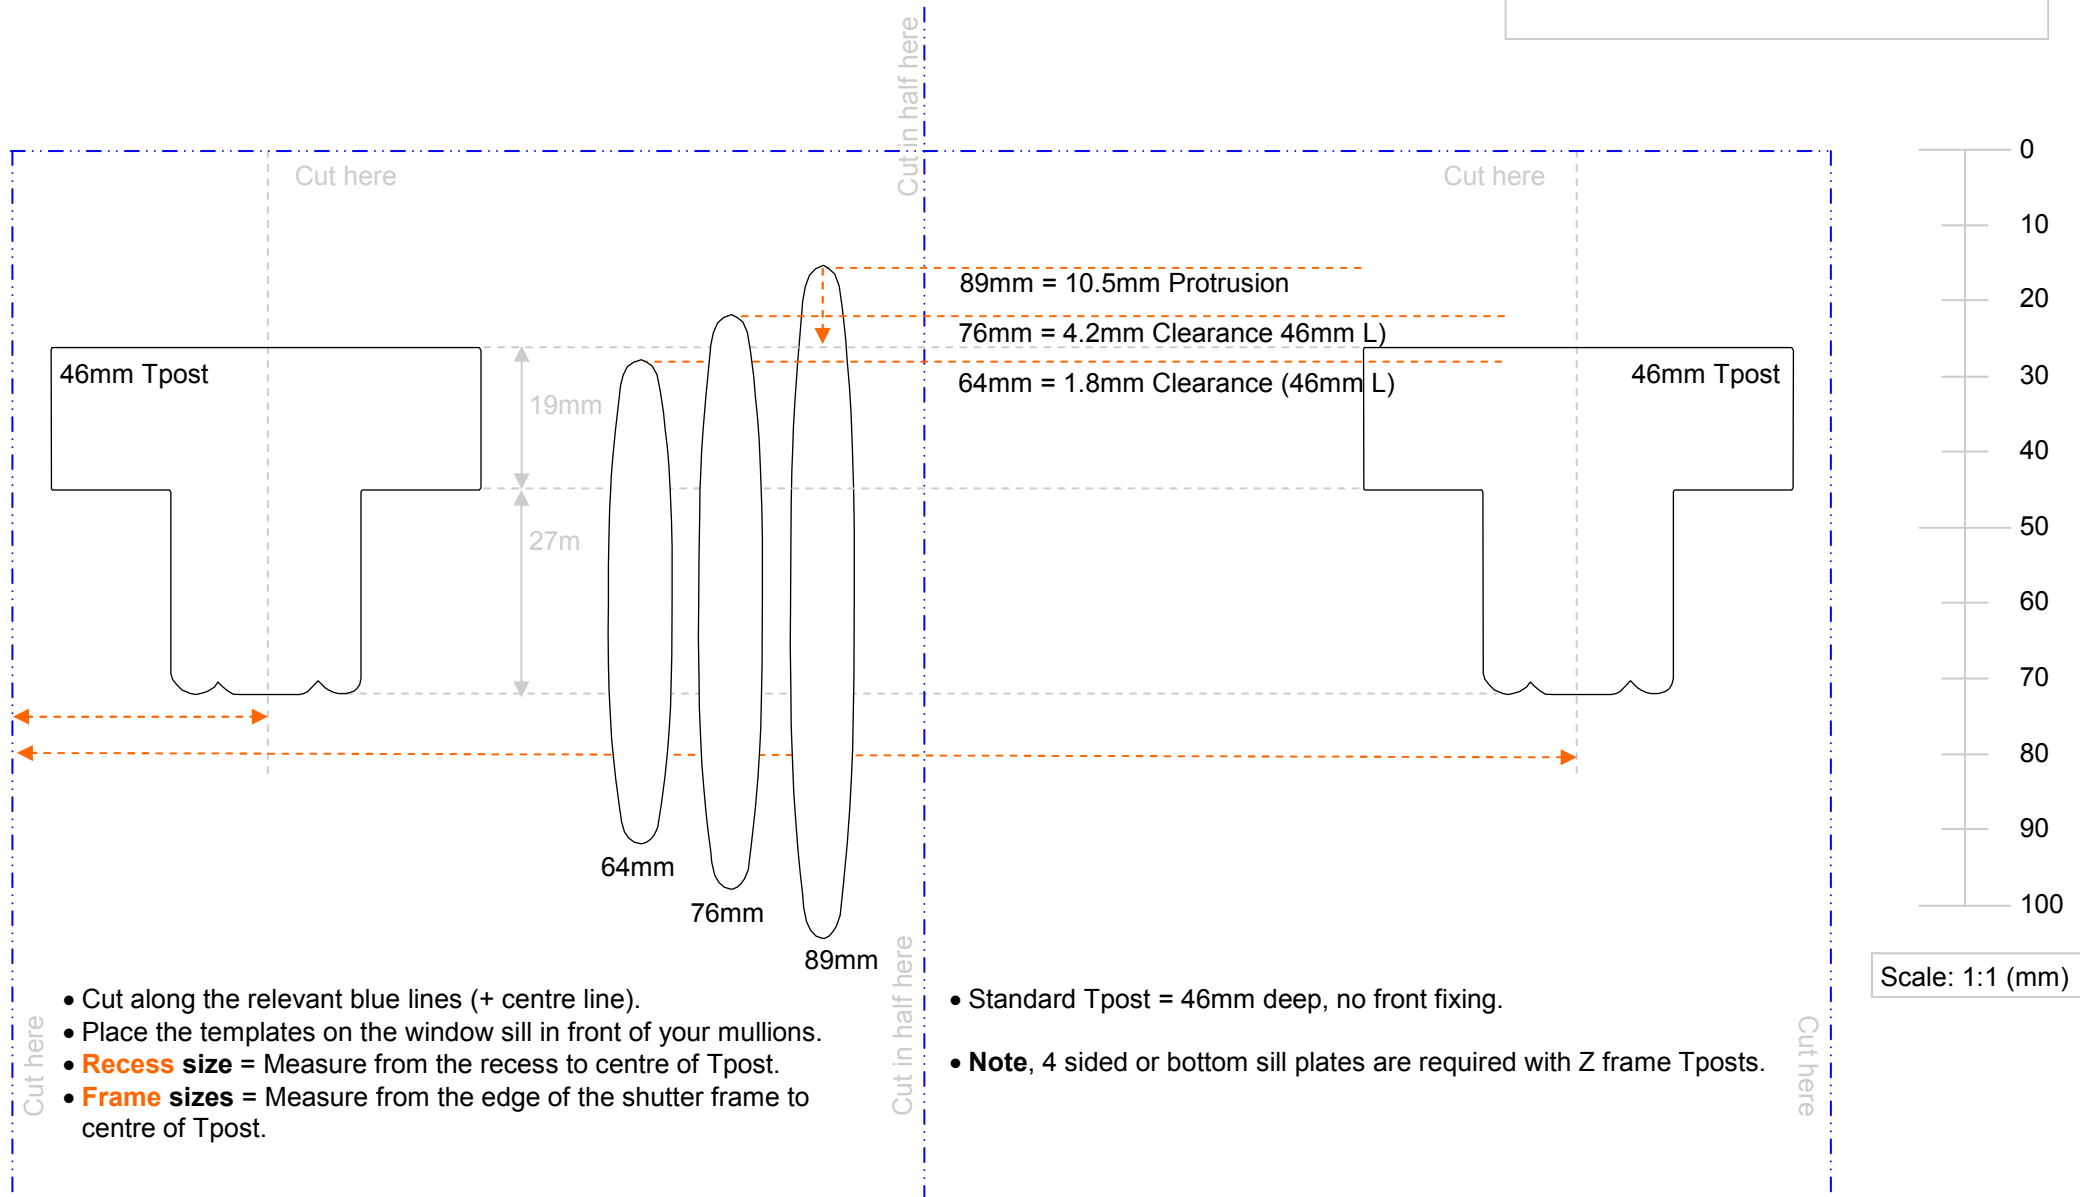 Cut in half here
0
Cut here
Cut here
10
89mm = 10.5mm Protrusion
20
76mm = 4.2mm Clearance 46mm L)
46mm Tpost
64mm = 1.8mm Clearance (46mm L)
46mm Tpost
30
19mm
40
50
27m
60
70
80
90
64mm
76mm
100
89mm
Scale: 1:1 (mm)
• Cut along the relevant blue lines (+ centre line).
• Place the templates on the window sill in front of your mullions.
• Recess size = Measure from the recess to centre of Tpost.
• Frame sizes = Measure from the edge of the shutter frame to
centre of Tpost.
Cut here
Cut in half here
• Standard Tpost = 46mm deep, no front fixing.
• Note, 4 sided or bottom sill plates are required with Z frame Tposts.
Cut here